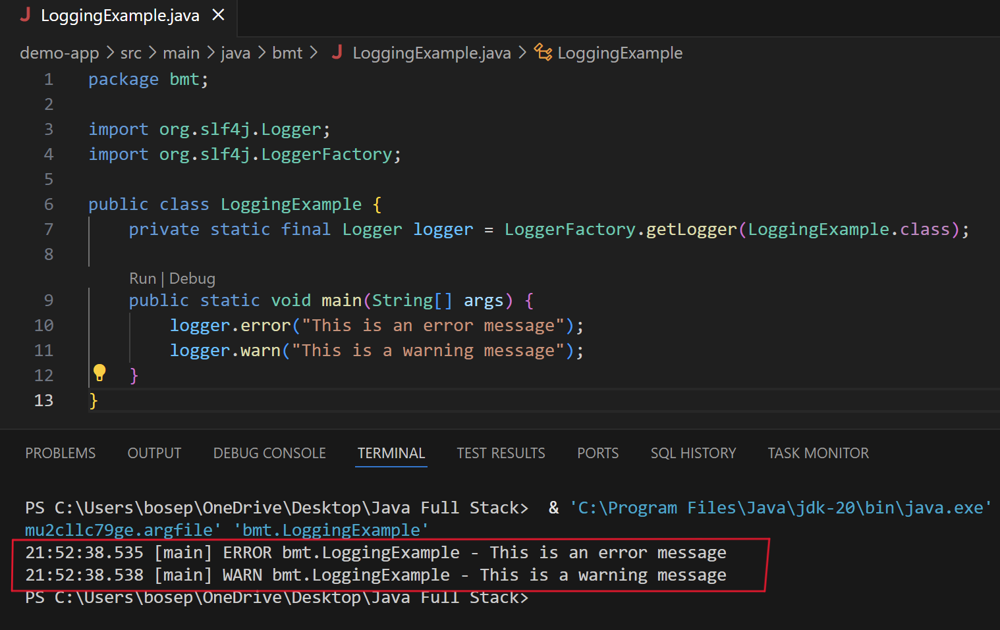 LoggingExample.java
demo-app > src > main > java > bmt > LoggingExample.java > LoggingExample
1 package bmt;
2
3 import org.slf4j.Logger;
4 import org.slf4j.LoggerFactory;
5
6 public class LoggingExample {
7     private static final Logger logger = LoggerFactory.getLogger(LoggingExample.class);
8
Run | Debug
9     public static void main(String[] args) {
10         logger.error("This is an error message");
11         logger.warn("This is a warning message");
12     }
13 }
PROBLEMS OUTPUT DEBUG CONSOLE TERMINAL TEST RESULTS PORTS SQL HISTORY TASK MONITOR
PS C:\Users\bosep\OneDrive\Desktop\Java Full Stack>  & 'C:\Program Files\Java\jdk-20\bin\java.exe'
mu2cllc79ge.argfile' 'bmt.LoggingExample'
21:52:38.535 [main] ERROR bmt.LoggingExample - This is an error message
21:52:38.538 [main] WARN bmt.LoggingExample - This is a warning message
PS C:\Users\bosep\OneDrive\Desktop\Java Full Stack>